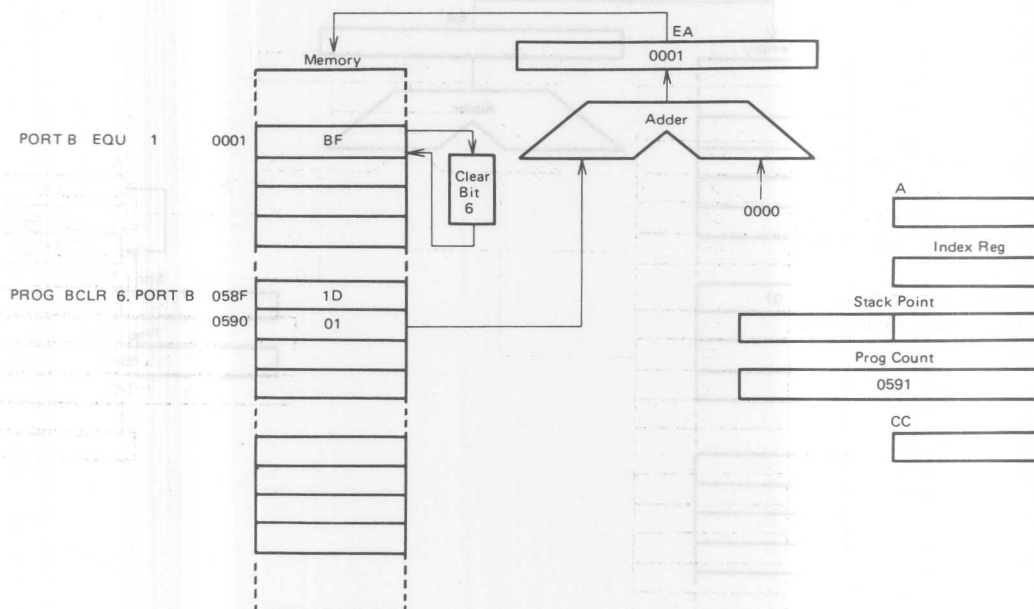 EA
0001
Memory
Adder
PORT B EQU 1 0001 BF
Clear
Bit
6
0000
A
Index Reg
PROG BCLR 6, PORT B 058F 1D
0590 01
Stack Point
Prog Count
0591
CC